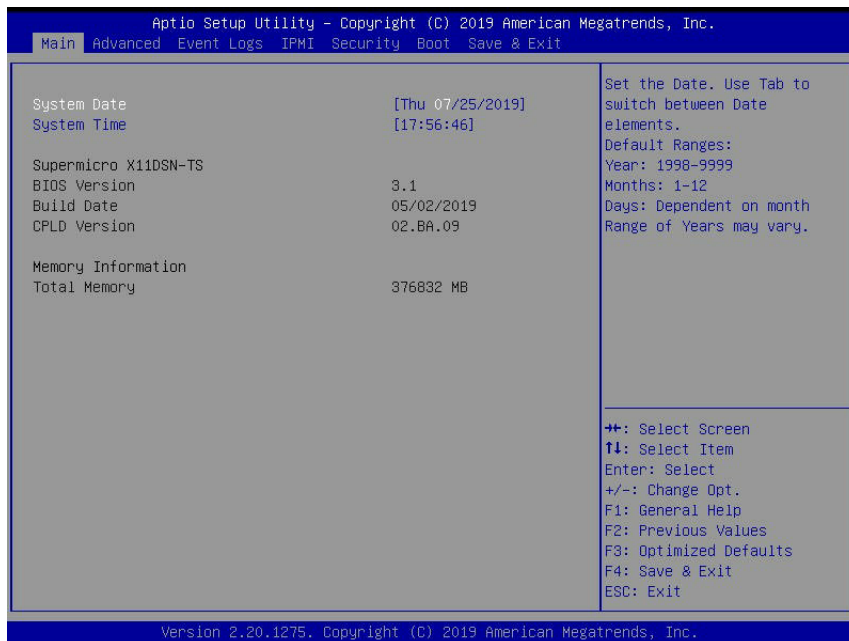 Aptio Setup Utility – Copyright (C) 2019 American Megatrends, Inc.
Main Advanced Event Logs IPMI Security Boot Save & Exit
System Date [Thu 07/25/2019]
System Time [17:56:46]
Supermicro X11DSN-TS
BIOS Version 3.1
Build Date 05/02/2019
CPLD Version 02.BA.09
Memory Information
Total Memory 376832 MB
Set the Date. Use Tab to
switch between Date
elements.
Default Ranges:
Year: 1998-9999
Months: 1-12
Days: Dependent on month
Range of Years may vary.
→←: Select Screen
↑↓: Select Item
Enter: Select
+/-: Change Opt.
F1: General Help
F2: Previous Values
F3: Optimized Defaults
F4: Save & Exit
ESC: Exit
Version 2.20.1275. Copyright (C) 2019 American Megatrends, Inc.